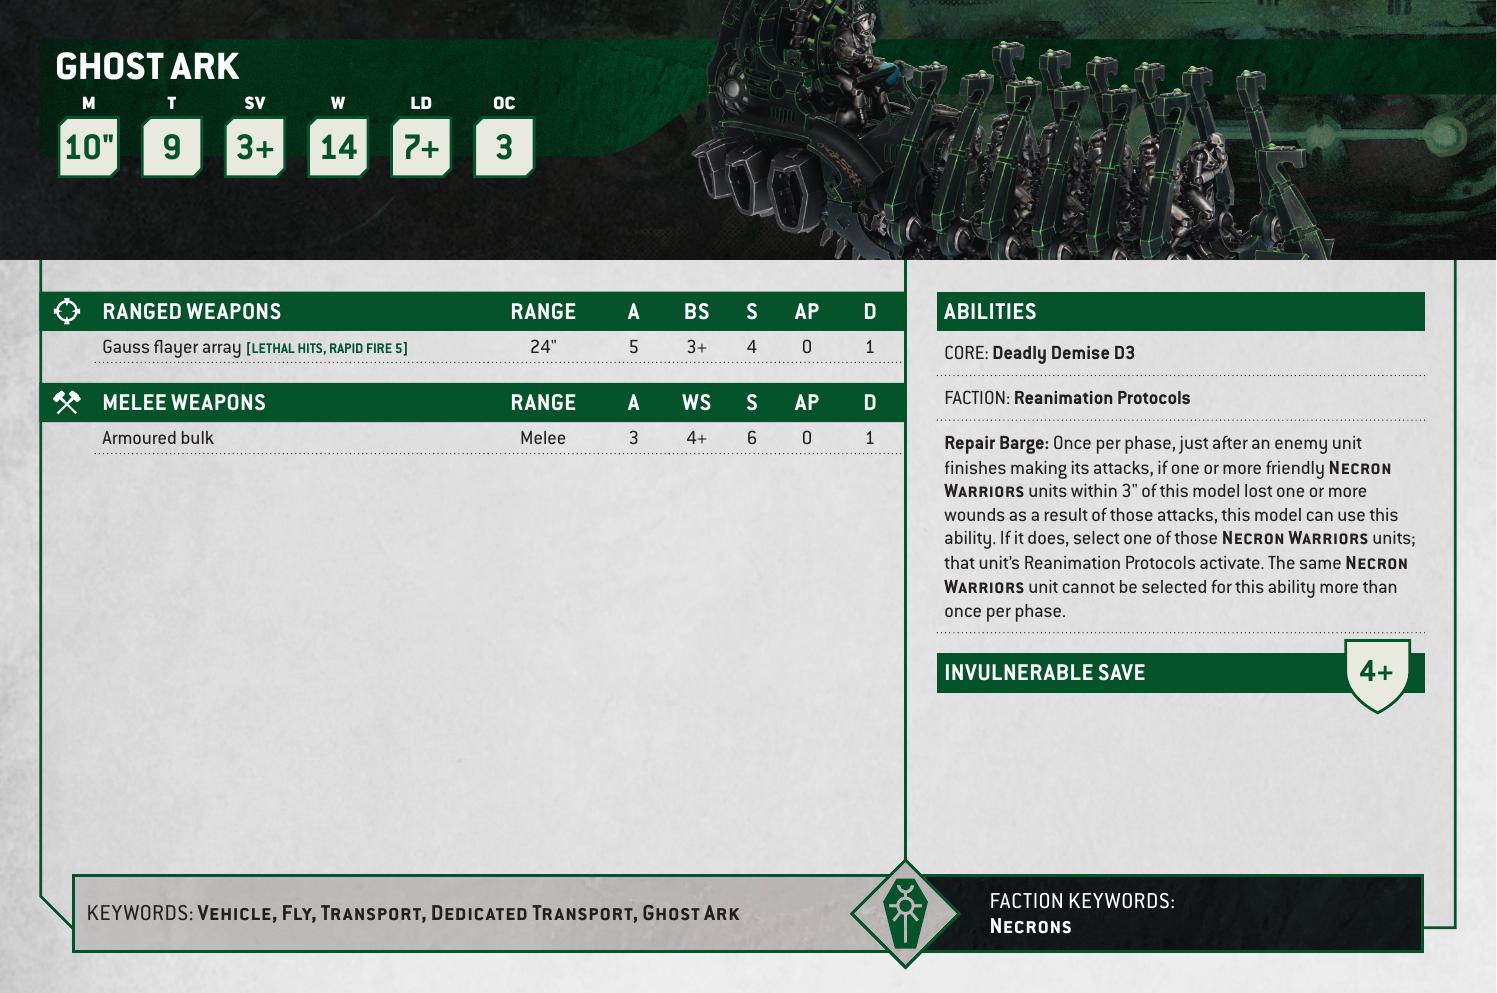 GHOST ARK
M T SV W LD OC
10" 9 3+ 14 7+ 3
RANGED WEAPONS RANGE A BS S AP D
Gauss flayer array [LETHAL HITS, RAPID FIRE 5] 24" 5 3+ 4 0 1
MELEE WEAPONS RANGE A WS S AP D
Armoured bulk Melee 3 4+ 6 0 1
ABILITIES
CORE: Deadly Demise D3
FACTION: Reanimation Protocols
Repair Barge: Once per phase, just after an enemy unit
finishes making its attacks, if one or more friendly NECRON
WARRIORS units within 3" of this model lost one or more
wounds as a result of those attacks, this model can use this
ability. If it does, select one of those NECRON WARRIORS units;
that unit's Reanimation Protocols activate. The same NECRON
WARRIORS unit cannot be selected for this ability more than
once per phase.
INVULNERABLE SAVE 4+
KEYWORDS: VEHICLE, FLY, TRANSPORT, DEDICATED TRANSPORT, GHOST ARK
FACTION KEYWORDS:
NECRONS